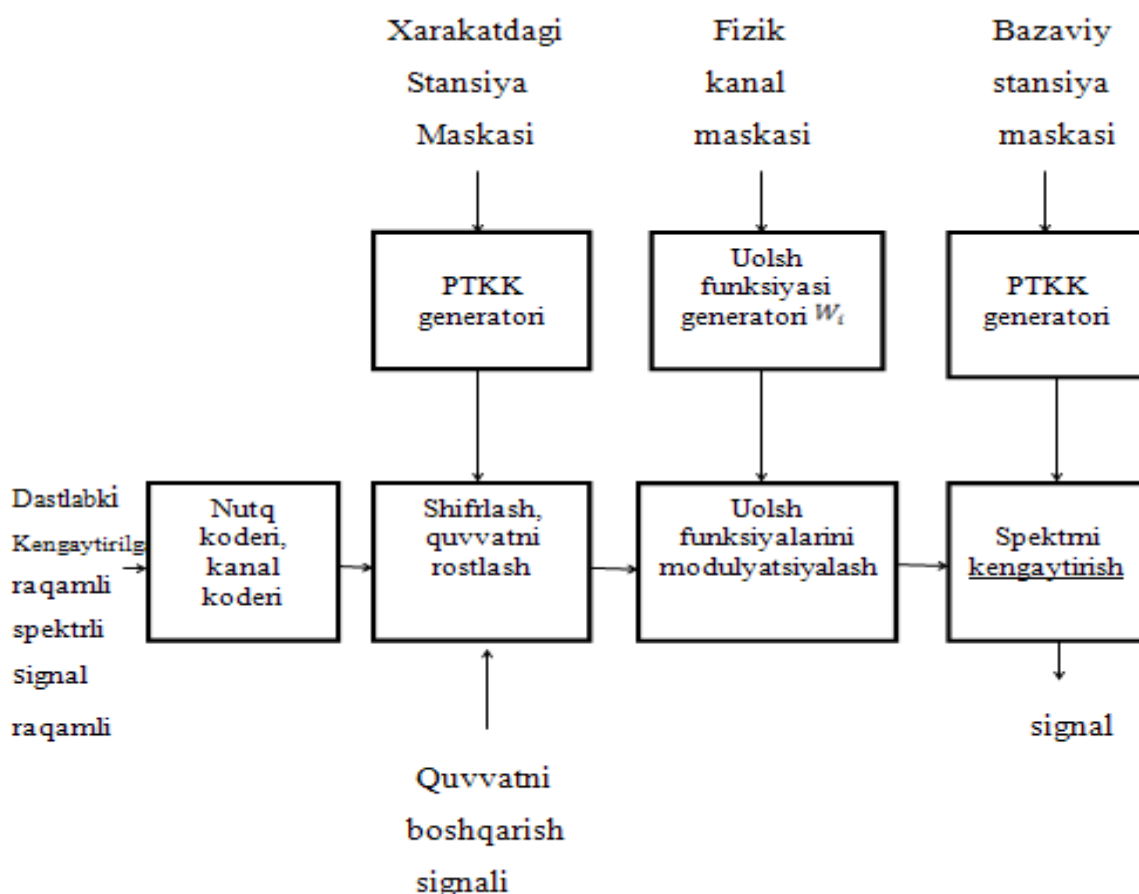 Xarakatdagi
Stansiya
Maskasi
Fizik
kanal
maskasi
Bazaviy
stansiya
maskasi
PTKK
generatori
Uolsh
funksiyasi
generatori W_i
PTKK
generatori
Dastlabki
Kengaytirilg
raqamli
spektrli
signal
raqamli
Nutq
koderi,
kanal
koderi
Shifrlash,
quvvatni
rostlash
Uolsh
funksiyalarini
modulyatsiyalash
Spektrni
kengaytirish
signal
Quvvatni
boshqarish
signali